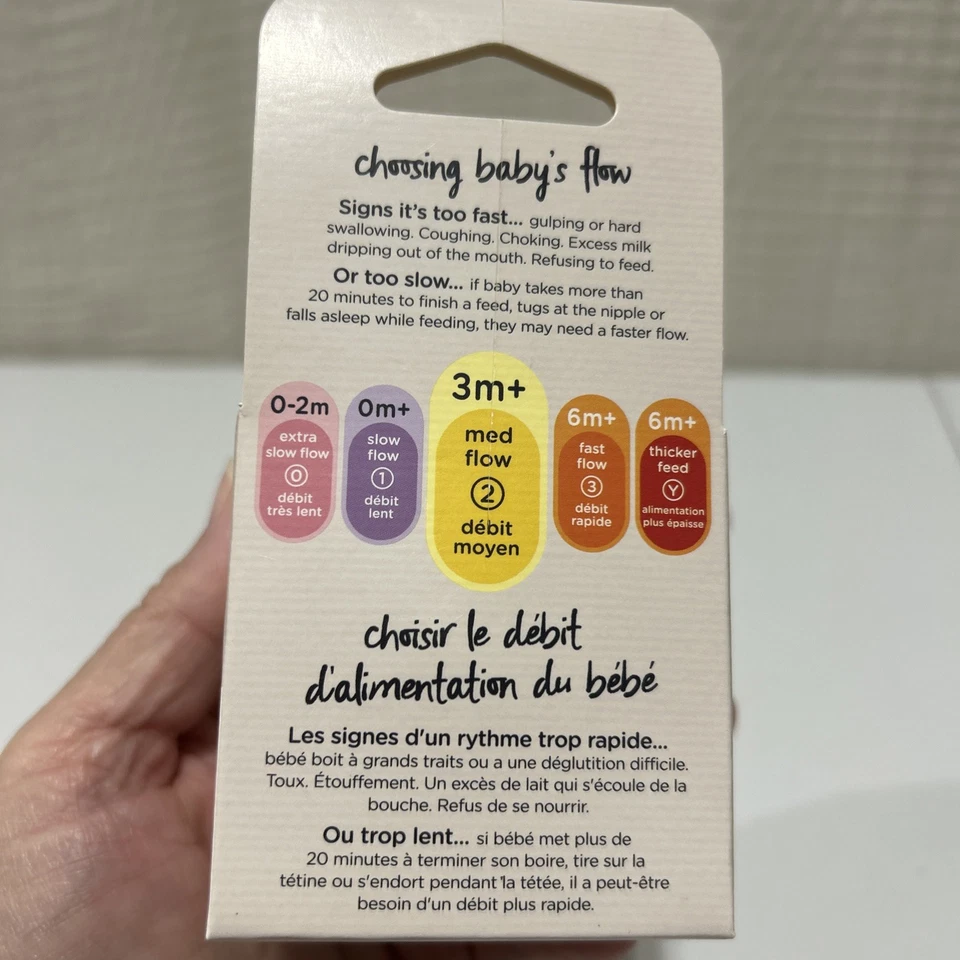 choosing baby's flow
Signs it's too fast... gulping or hard
swallowing. Coughing. Choking. Excess milk
dripping out of the mouth. Refusing to feed.
Or too slow... if baby takes more than
20 minutes to finish a feed, tugs at the nipple or
falls asleep while feeding, they may need a faster flow.
0-2m
extra
slow flow
0
débit
très lent
0m+
slow
flow
1
débit
lent
3m+
med
flow
2
débit
moyen
6m+
fast
flow
3
débit
rapide
6m+
thicker
feed
Y
alimentation
plus épaisse
choisir le débit
d'alimentation du bébé
Les signes d'un rythme trop rapide...
bébé boit à grands traits ou a une déglutition difficile.
Toux. Étouffement. Un excès de lait qui s'écoule de la
bouche. Refus de se nourrir.
Ou trop lent... si bébé met plus de
20 minutes à terminer son boire, tire sur la
tétine ou s'endort pendant la tétée, il a peut-être
besoin d'un débit plus rapide.